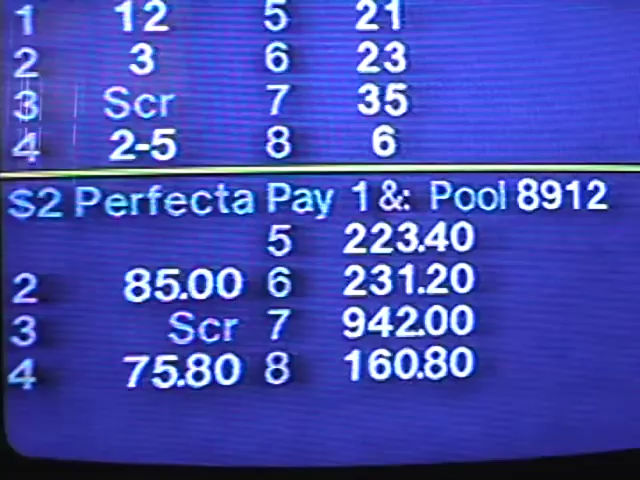 1 12 5 21
2 3 6 23
3 Scr 7 35
4 2-5 8 6
$2 Perfecta Pay 1 &: Pool 8912
5 223.40
2 85.00 6 231.20
3 Scr 7 942.00
4 75.80 8 160.80